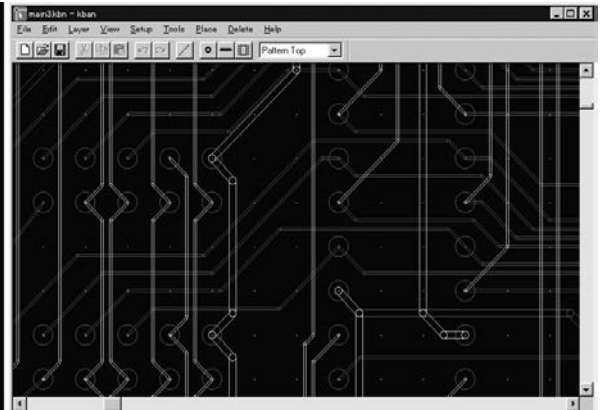 main3.kbn - kban
File Edit Layer View Setup Tools Place Delete Help
Pattern Top